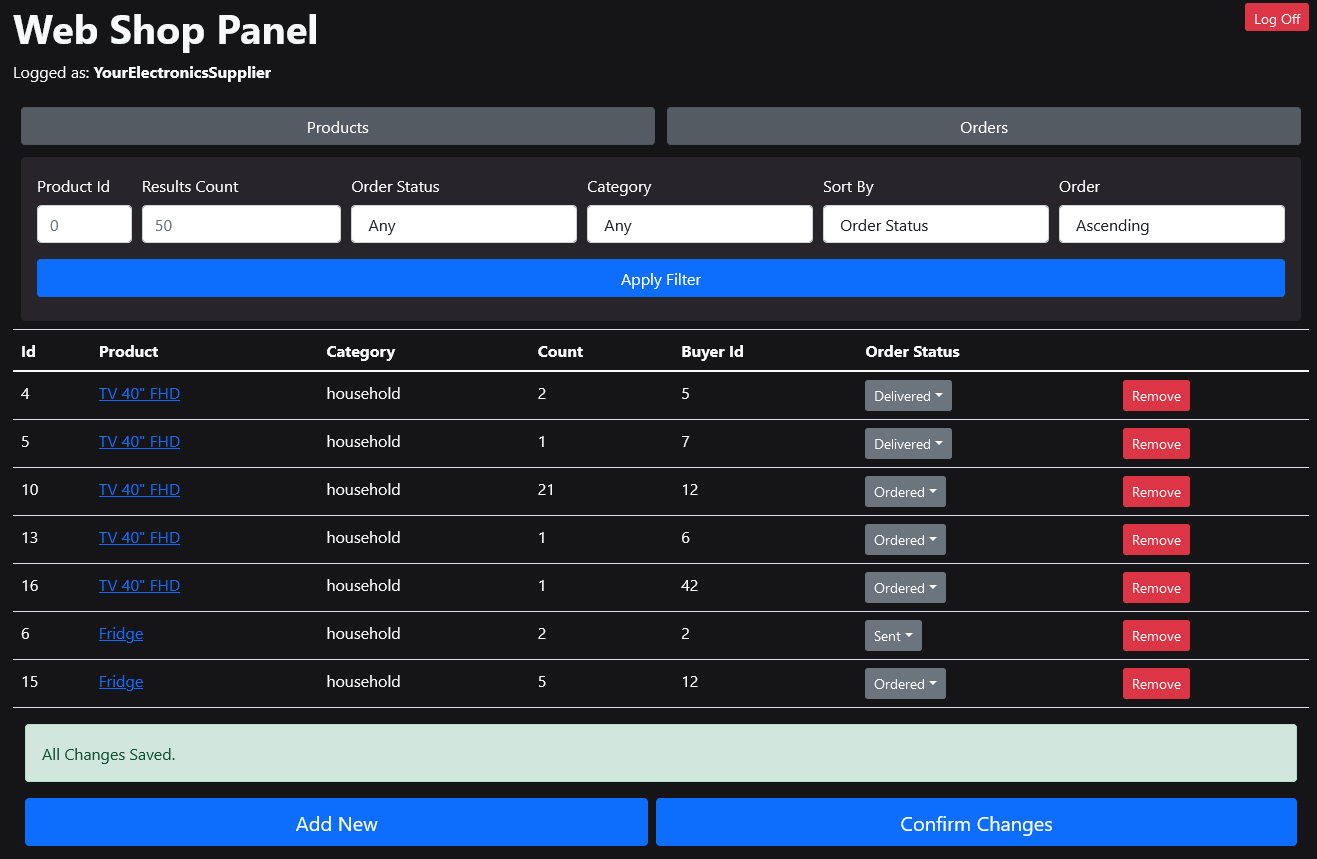 Web Shop Panel
Log Off
Logged as: YourElectronicsSupplier
Products Orders
Product Id Results Count Order Status Category Sort By Order
0 50 Any Any Order Status Ascending
Apply Filter
Id Product Category Count Buyer Id Order Status
4 TV 40" FHD household 2 5 Delivered Remove
5 TV 40" FHD household 1 7 Delivered Remove
10 TV 40" FHD household 21 12 Ordered Remove
13 TV 40" FHD household 1 6 Ordered Remove
16 TV 40" FHD household 1 42 Ordered Remove
6 Fridge household 2 2 Sent Remove
15 Fridge household 5 12 Ordered Remove
All Changes Saved.
Add New Confirm Changes